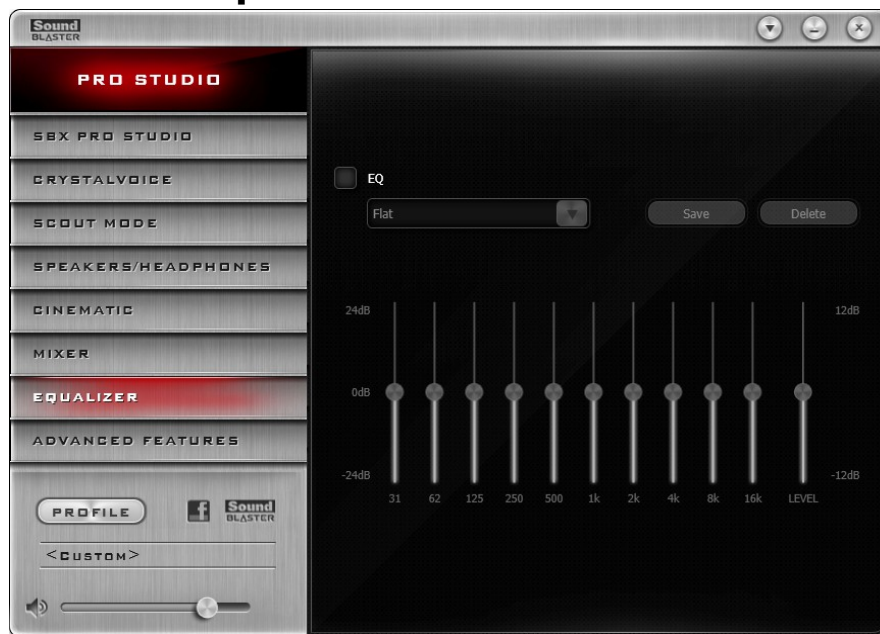 Sound
BLASTER
PRO STUDIO
SBX PRO STUDIO
CRYSTALVOICE
SCOUT MODE
SPEAKERS/HEADPHONES
CINEMATIC
MIXER
EQUALIZER
ADVANCED FEATURES
PROFILE
f
Sound
BLASTER
<CUSTOM>
EQ
Flat
Save
Delete
24dB
12dB
0dB
-24dB
-12dB
31 62 125 250 500 1k 2k 4k 8k 16k LEVEL